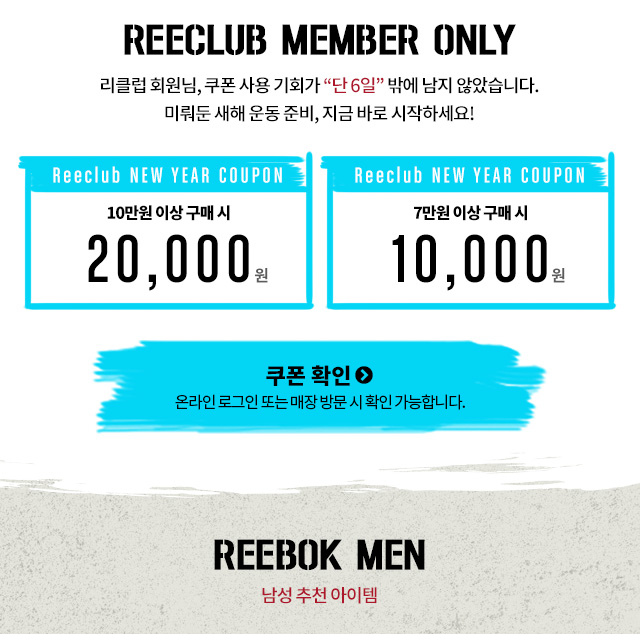 REECLUB MEMBER ONLY
리클럽 회원님, 쿠폰 사용 기회가 “단 6일” 밖에 남지 않았습니다.
미뤄둔 새해 운동 준비, 지금 바로 시작하세요!
Reeclub NEW YEAR COUPON
10만원 이상 구매 시
20,000원
Reeclub NEW YEAR COUPON
7만원 이상 구매 시
10,000원
쿠폰 확인
온라인 로그인 또는 매장 방문 시 확인 가능합니다.
REEBOK MEN
남성 추천 아이템